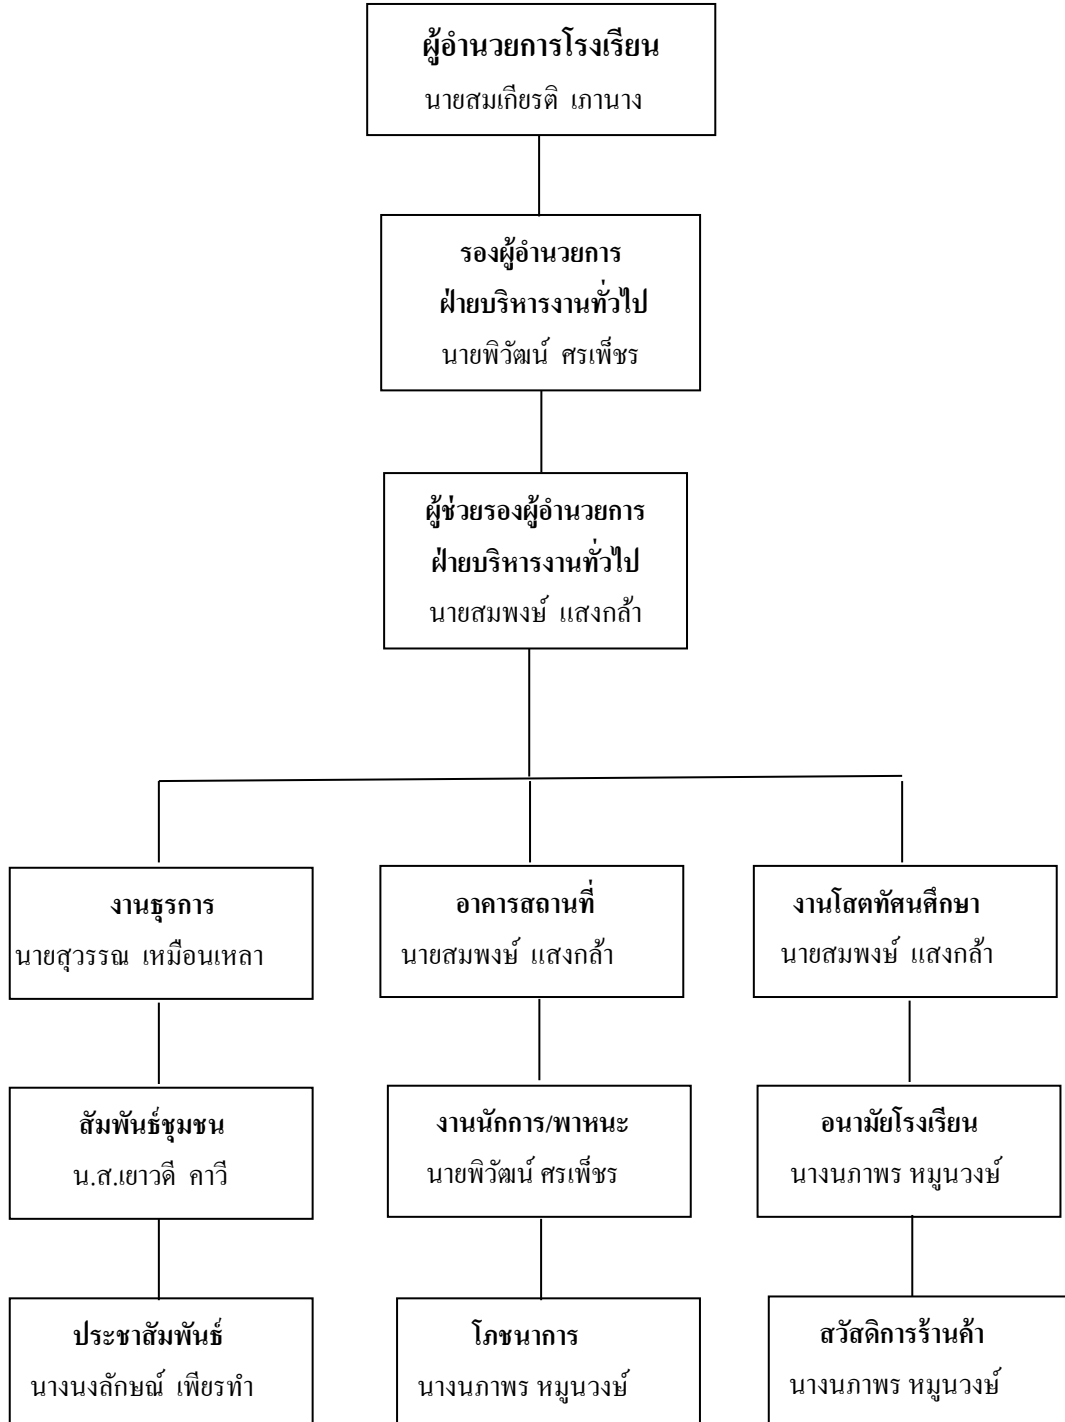 ผู้อำนวยการโรงเรียน
นายสมเกียรติ เภานาง
รองผู้อำนวยการ
ฝ่ายบริหารงานทั่วไป
นายพิวัฒน์ ศรเพ็ชร
ผู้ช่วยรองผู้อำนวยการ
ฝ่ายบริหารงานทั่วไป
นายสมพงษ์ แสงกล้า
งานธุรการ
นายสุวรรณ เหมือนเหลา
อาคารสถานที่
นายสมพงษ์ แสงกล้า
งานโสตทัศนศึกษา
นายสมพงษ์ แสงกล้า
สัมพันธ์ชุมชน
น.ส.เยาวดี คาวี
งานนักการ/พาหนะ
นายพิวัฒน์ ศรเพ็ชร
อนามัยโรงเรียน
นางนภาพร หมูนวงษ์
ประชาสัมพันธ์
นางนงลักษณ์ เพียรทำ
โภชนาการ
นางนภาพร หมูนวงษ์
สวัสดิการร้านค้า
นางนภาพร หมูนวงษ์